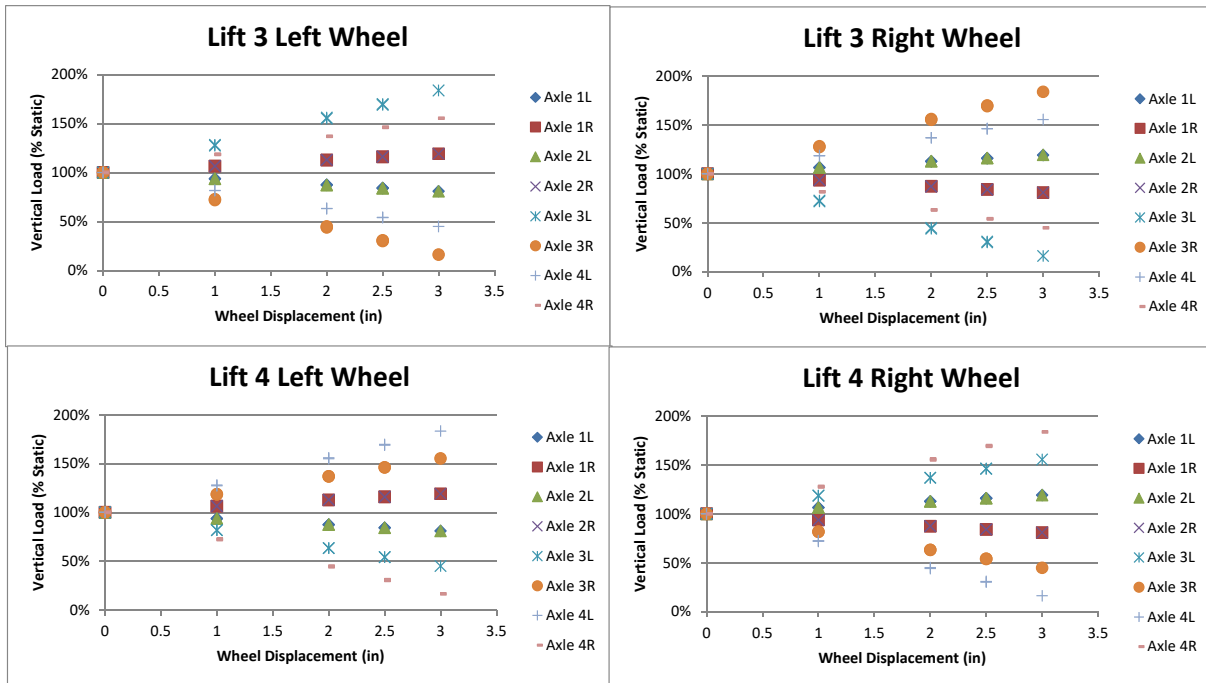 Lift 3 Left Wheel
Vertical Load (% Static)
200%
150%
100%
50%
0%
0 0.5 1 1.5 2 2.5 3 3.5
Wheel Displacement (in)
Axle 1L
Axle 1R
Axle 2L
Axle 2R
Axle 3L
Axle 3R
Axle 4L
Axle 4R
Lift 3 Right Wheel
Vertical Load (% Static)
200%
150%
100%
50%
0%
0 0.5 1 1.5 2 2.5 3 3.5
Wheel Displacement (in)
Axle 1L
Axle 1R
Axle 2L
Axle 2R
Axle 3L
Axle 3R
Axle 4L
Axle 4R
Lift 4 Left Wheel
Vertical Load (% Static)
200%
150%
100%
50%
0%
0 0.5 1 1.5 2 2.5 3 3.5
Wheel Displacement (in)
Axle 1L
Axle 1R
Axle 2L
Axle 2R
Axle 3L
Axle 3R
Axle 4L
Axle 4R
Lift 4 Right Wheel
Vertical Load (% Static)
200%
150%
100%
50%
0%
0 0.5 1 1.5 2 2.5 3 3.5
Wheel Displacement (in)
Axle 1L
Axle 1R
Axle 2L
Axle 2R
Axle 3L
Axle 3R
Axle 4L
Axle 4R